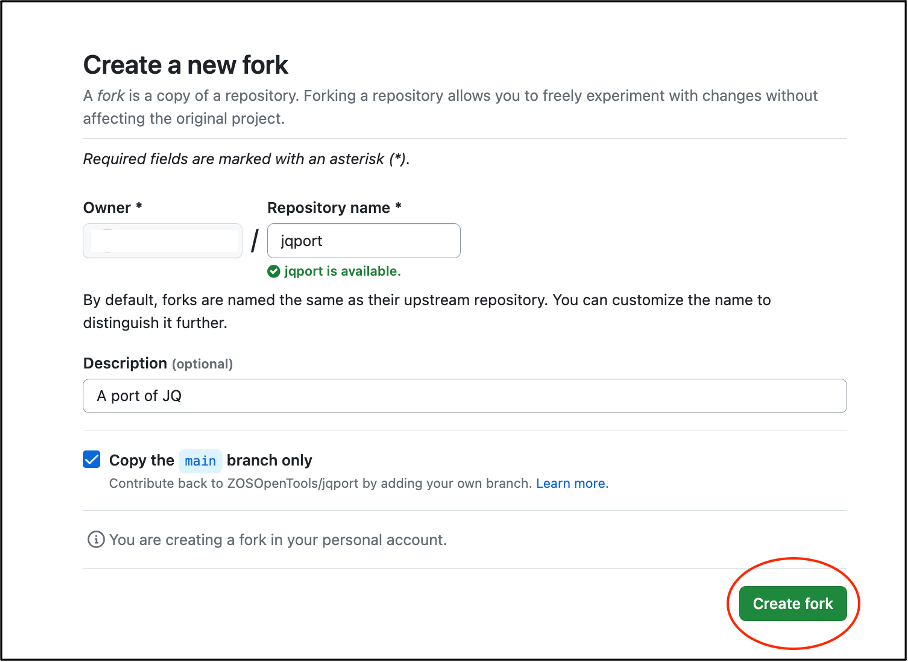 Create a new fork
A fork is a copy of a repository. Forking a repository allows you to freely experiment with changes without
affecting the original project.
Required fields are marked with an asterisk (*).
Owner * Repository name *
/ jqport
jqport is available.
By default, forks are named the same as their upstream repository. You can customize the name to
distinguish it further.
Description (optional)
A port of JQ
Copy the main branch only
Contribute back to ZOSOpenTools/jqport by adding your own branch. Learn more.
You are creating a fork in your personal account.
Create fork